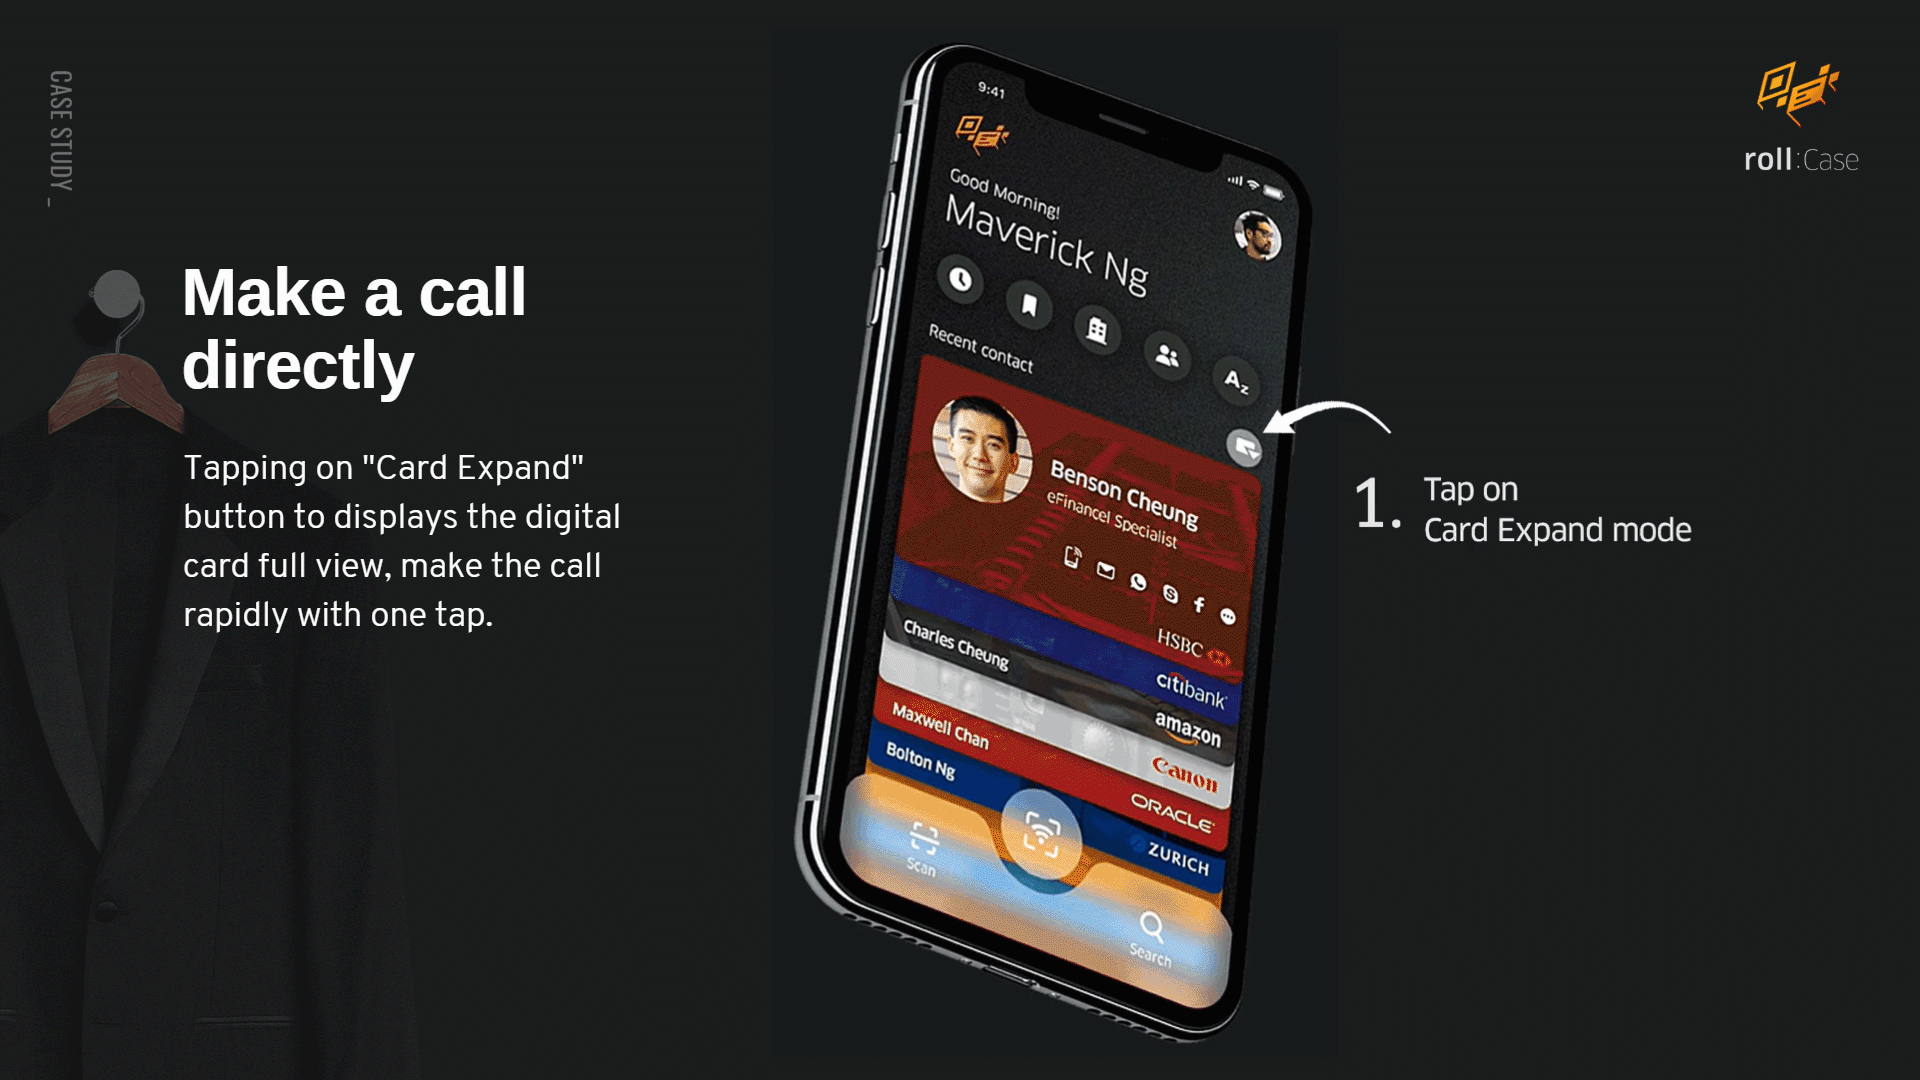 CASE STUDY _
Make a call
directly
Tapping on "Card Expand"
button to displays the digital
card full view, make the call
rapidly with one tap.
9:41
Good Morning!
Maverick Ng
AZ
Recent contact
Benson Cheung
eFinancel Specialist
HSBC
citibank
Charles Cheung
amazon
Canon
Maxwell Chan
ORACLE
Bolton Ng
ZURICH
Scan
Search
1. Tap on
Card Expand mode
roll:Case